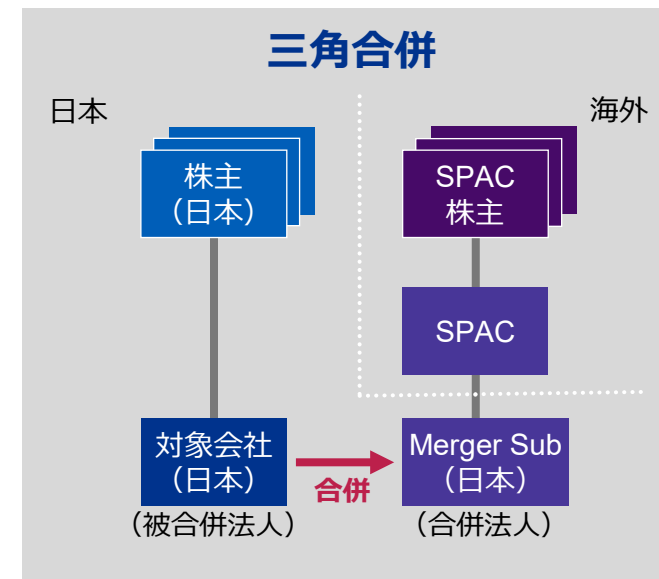 三角合併
日本
海外
株主
（日本）
SPAC
株主
SPAC
対象会社
（日本）
合併
Merger Sub
（日本）
（被合併法人）
（合併法人）